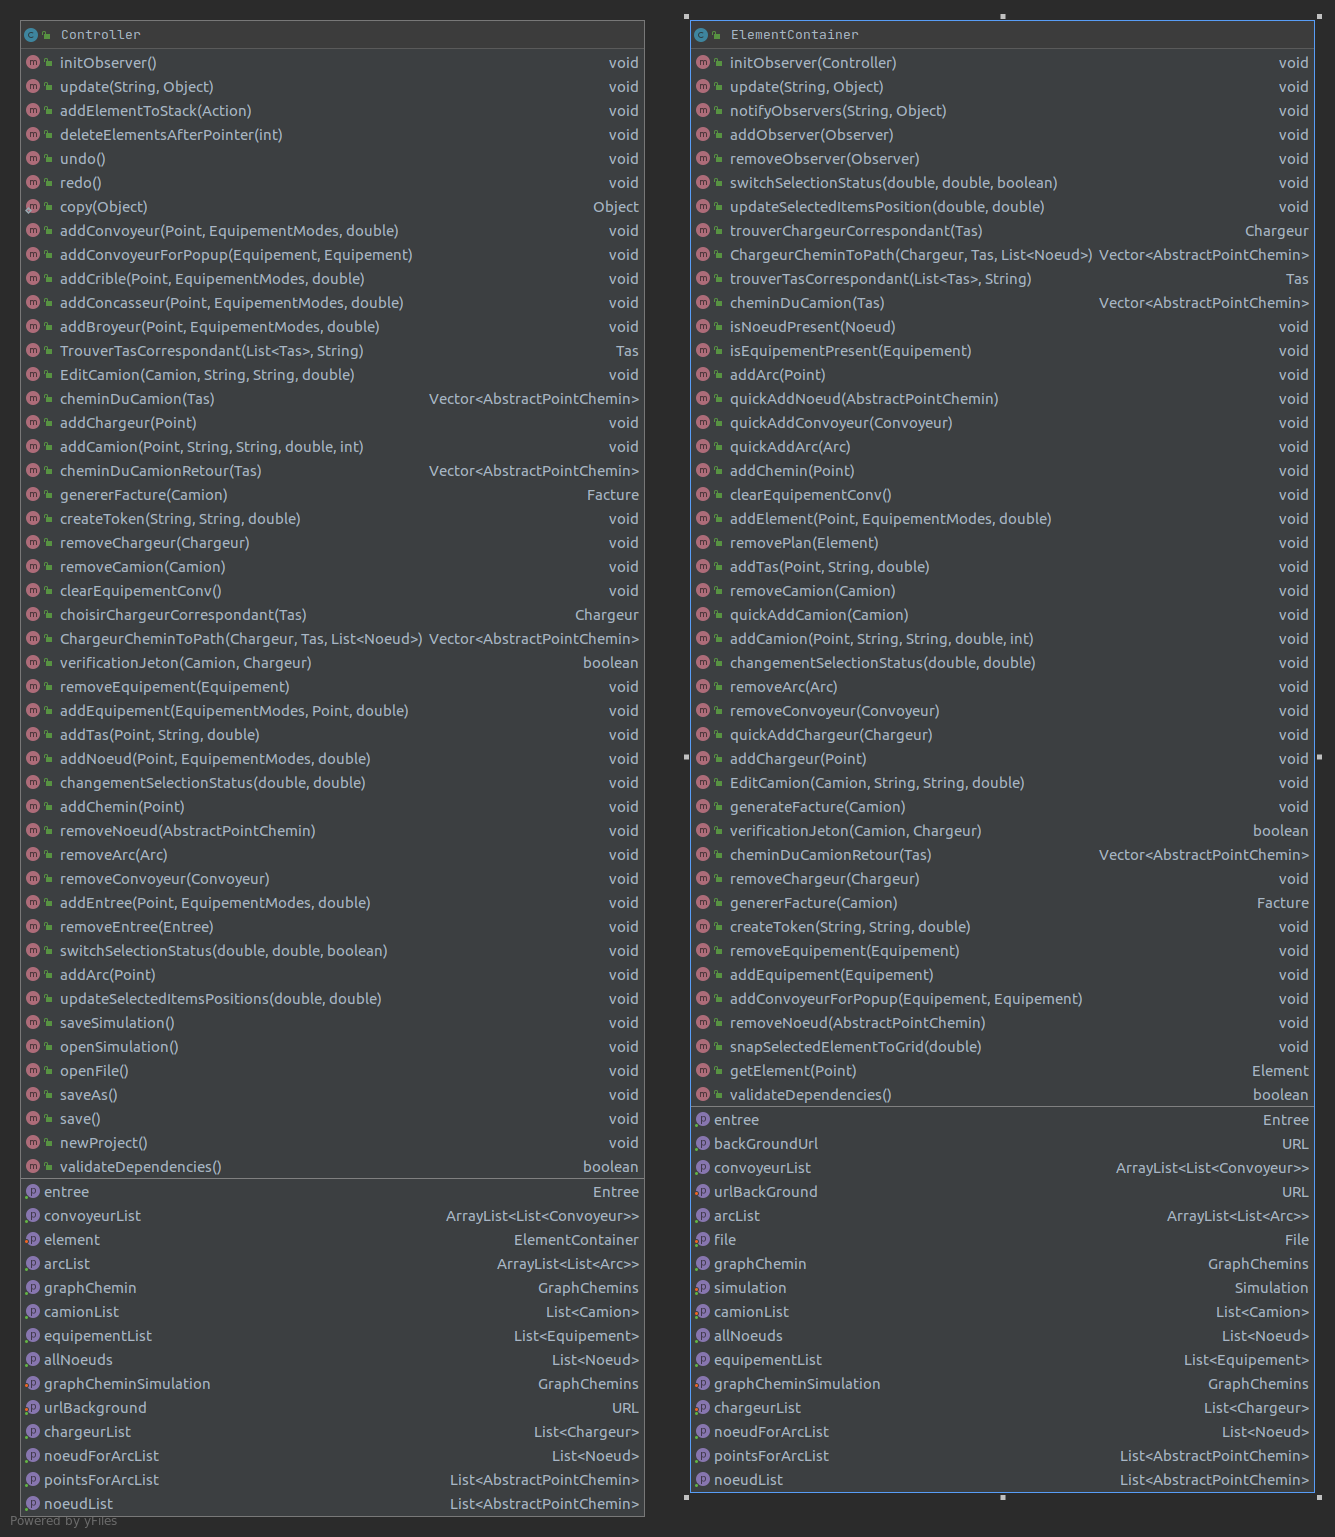 Controller
initObserver() void
update(String, Object) void
addElementToStack(Action) void
deleteElementsAfterPointer(int) void
undo() void
redo() void
copy(Object) Object
addConvoyeur(Point, EquipementModes, double) void
addConvoyeurForPopup(Equipement, Equipement) void
addCrible(Point, EquipementModes, double) void
addConcasseur(Point, EquipementModes, double) void
addBroyeur(Point, EquipementModes, double) void
TrouverTasCorrespondant(List<Tas>, String) Tas
EditCamion(Camion, String, String, double) void
cheminDuCamion(Tas) Vector<AbstractPointChemin>
addChargeur(Point) void
addCamion(Point, String, String, double, int) void
cheminDuCamionRetour(Tas) Vector<AbstractPointChemin>
genererFacture(Camion) Facture
createToken(String, String, double) void
removeChargeur(Chargeur) void
removeCamion(Camion) void
clearEquipementConv() void
choisirChargeurCorrespondant(Tas) Chargeur
ChargeurCheminToPath(Chargeur, Tas, List<Noeud>) Vector<AbstractPointChemin>
verificationJeton(Camion, Chargeur) boolean
removeEquipement(Equipement) void
addEquipement(EquipementModes, Point, double) void
addTas(Point, String, double) void
addNoeud(Point, EquipementModes, double) void
changementSelectionStatus(double, double) void
addChemin(Point) void
removeNoeud(AbstractPointChemin) void
removeArc(Arc) void
removeConvoyeur(Convoyeur) void
addEntree(Point, EquipementModes, double) void
removeEntree(Entree) void
switchSelectionStatus(double, double, boolean) void
addArc(Point) void
updateSelectedItemsPositions(double, double) void
saveSimulation() void
openSimulation() void
openFile() void
saveAs() void
save() void
newProject() void
validateDependencies() boolean
entree Entree
convoyeurList ArrayList<List<Convoyeur>>
element ElementContainer
arcList ArrayList<List<Arc>>
graphChemin GraphChemins
camionList List<Camion>
equipementList List<Equipement>
allNoeuds List<Noeud>
graphCheminSimulation GraphChemins
urlBackground URL
chargeurList List<Chargeur>
noeudForArcList List<Noeud>
pointsForArcList List<AbstractPointChemin>
noeudList List<AbstractPointChemin>
ElementContainer
initObserver(Controller) void
update(String, Object) void
notifyObservers(String, Object) void
addObserver(Observer) void
removeObserver(Observer) void
switchSelectionStatus(double, double, boolean) void
updateSelectedItemsPosition(double, double) void
trouverChargeurCorrespondant(Tas) Chargeur
ChargeurCheminToPath(Chargeur, Tas, List<Noeud>) Vector<AbstractPointChemin>
trouverTasCorrespondant(List<Tas>, String) Tas
cheminDuCamion(Tas) Vector<AbstractPointChemin>
isNoeudPresent(Noeud) void
isEquipementPresent(Equipement) void
addArc(Point) void
quickAddNoeud(AbstractPointChemin) void
quickAddConvoyeur(Convoyeur) void
quickAddArc(Arc) void
addChemin(Point) void
clearEquipementConv() void
addElement(Point, EquipementModes, double) void
removePlan(Element) void
addTas(Point, String, double) void
removeCamion(Camion) void
quickAddCamion(Camion) void
addCamion(Point, String, String, double, int) void
changementSelectionStatus(double, double) void
removeArc(Arc) void
removeConvoyeur(Convoyeur) void
quickAddChargeur(Chargeur) void
addChargeur(Point) void
EditCamion(Camion, String, String, double) void
generateFacture(Camion) void
verificationJeton(Camion, Chargeur) boolean
cheminDuCamionRetour(Tas) Vector<AbstractPointChemin>
removeChargeur(Chargeur) void
genererFacture(Camion) Facture
createToken(String, String, double) void
removeEquipement(Equipement) void
addEquipement(Equipement) void
addConvoyeurForPopup(Equipement, Equipement) void
removeNoeud(AbstractPointChemin) void
snapSelectedElementToGrid(double) void
getElement(Point) Element
validateDependencies() boolean
entree Entree
backGroundUrl URL
convoyeurList ArrayList<List<Convoyeur>>
urlBackGround URL
arcList ArrayList<List<Arc>>
file File
graphChemin GraphChemins
simulation Simulation
camionList List<Camion>
allNoeuds List<Noeud>
equipementList List<Equipement>
graphCheminSimulation GraphChemins
chargeurList List<Chargeur>
noeudForArcList List<Noeud>
pointsForArcList List<AbstractPointChemin>
noeudList List<AbstractPointChemin>
Powered by yFiles